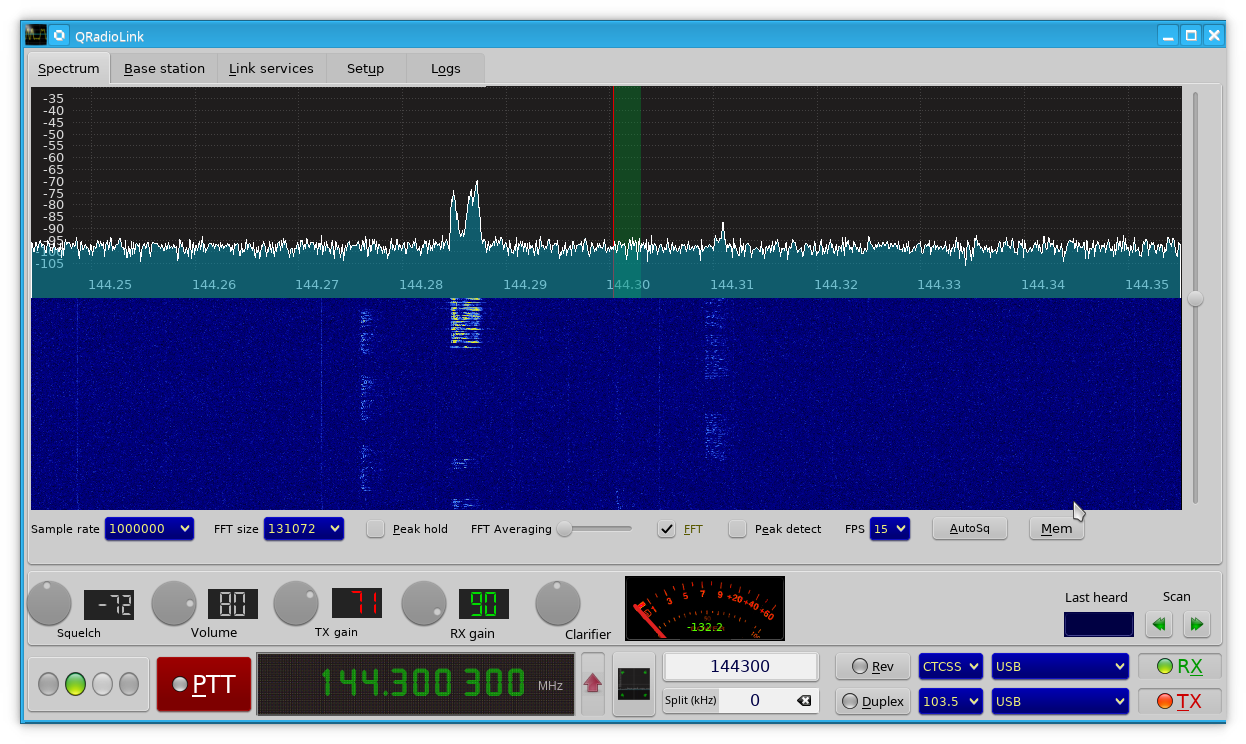 QRadioLink
Spectrum Base station Link services Setup Logs
-35
-40
-45
-50
-55
-60
-65
-70
-75
-80
-85
-90
-95
-100
-105
144.25 144.26 144.27 144.28 144.29 144.30 144.31 144.32 144.33 144.34 144.35
Sample rate 1000000 FFT size 131072 Peak hold FFT Averaging FFT Peak detect FPS 15 AutoSq Mem
-72 80 71 90
Squelch Volume TX gain RX gain Clarifier
1 3 5 7 9 +20 +40 +60
-132.2
Last heard Scan
PTT 144.300 300 MHz
144300 Rev CTCSS USB RX
Split (kHz) 0 Duplex 103.5 USB TX